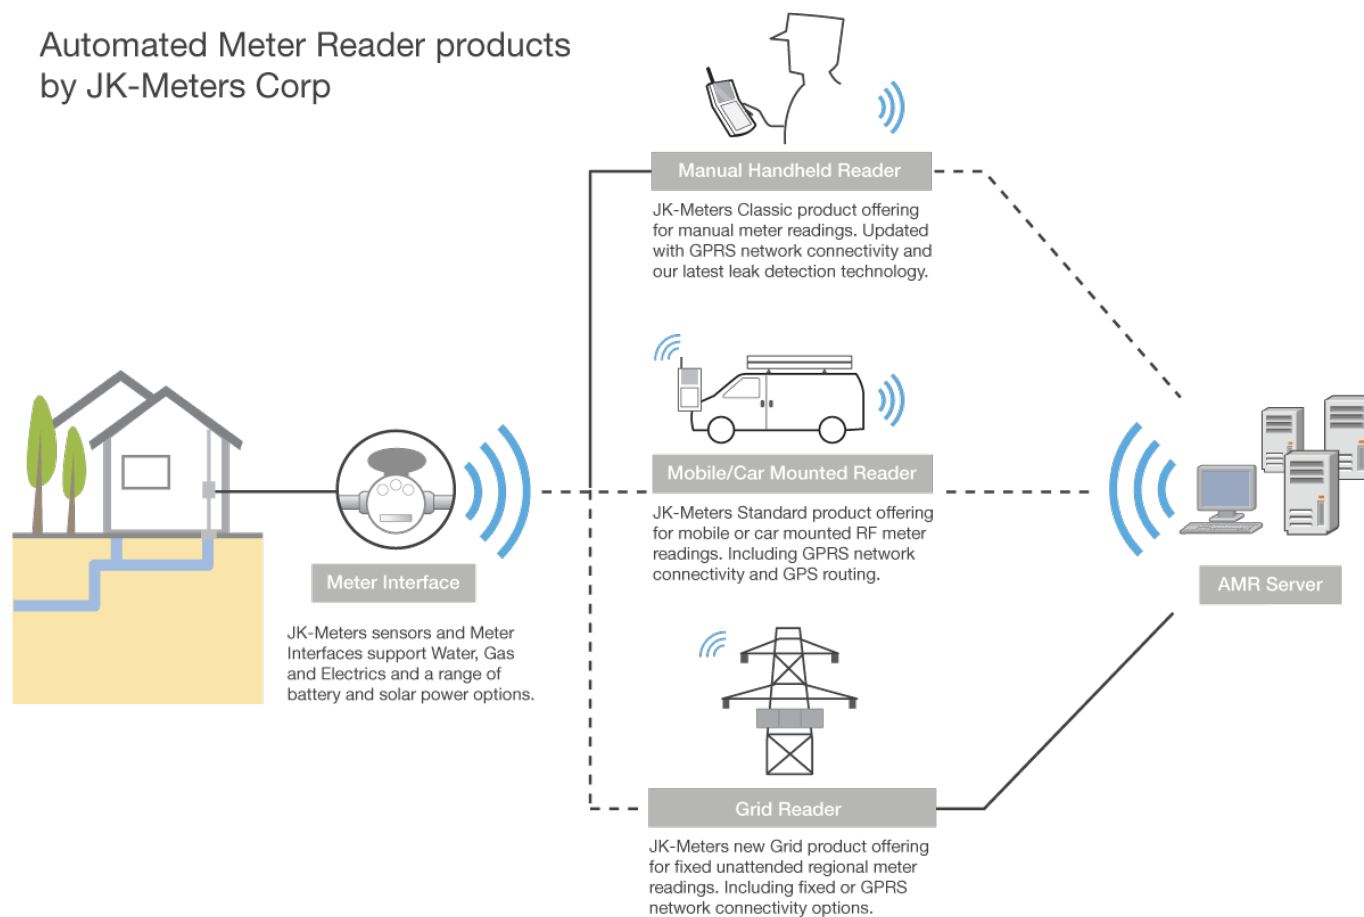 Automated Meter Reader products
by JK-Meters Corp
Manual Handheld Reader
JK-Meters Classic product offering
for manual meter readings. Updated
with GPRS network connectivity and
our latest leak detection technology.
Mobile/Car Mounted Reader
JK-Meters Standard product offering
for mobile or car mounted RF meter
readings. Including GPRS network
connectivity and GPS routing.
Meter Interface
JK-Meters sensors and Meter
Interfaces support Water, Gas
and Electrics and a range of
battery and solar power options.
AMR Server
Grid Reader
JK-Meters new Grid product offering
for fixed unattended regional meter
readings. Including fixed or GPRS
network connectivity options.